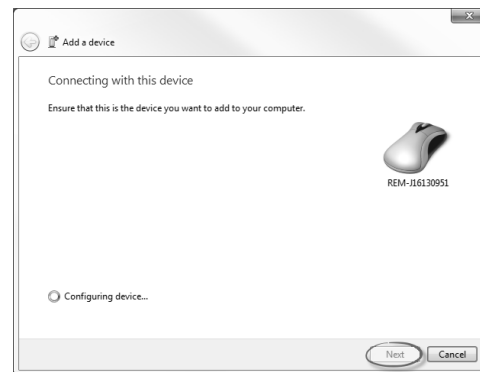 Add a device
Connecting with this device
Ensure that this is the device you want to add to your computer.
REM-J16130951
Configuring device...
Next Cancel